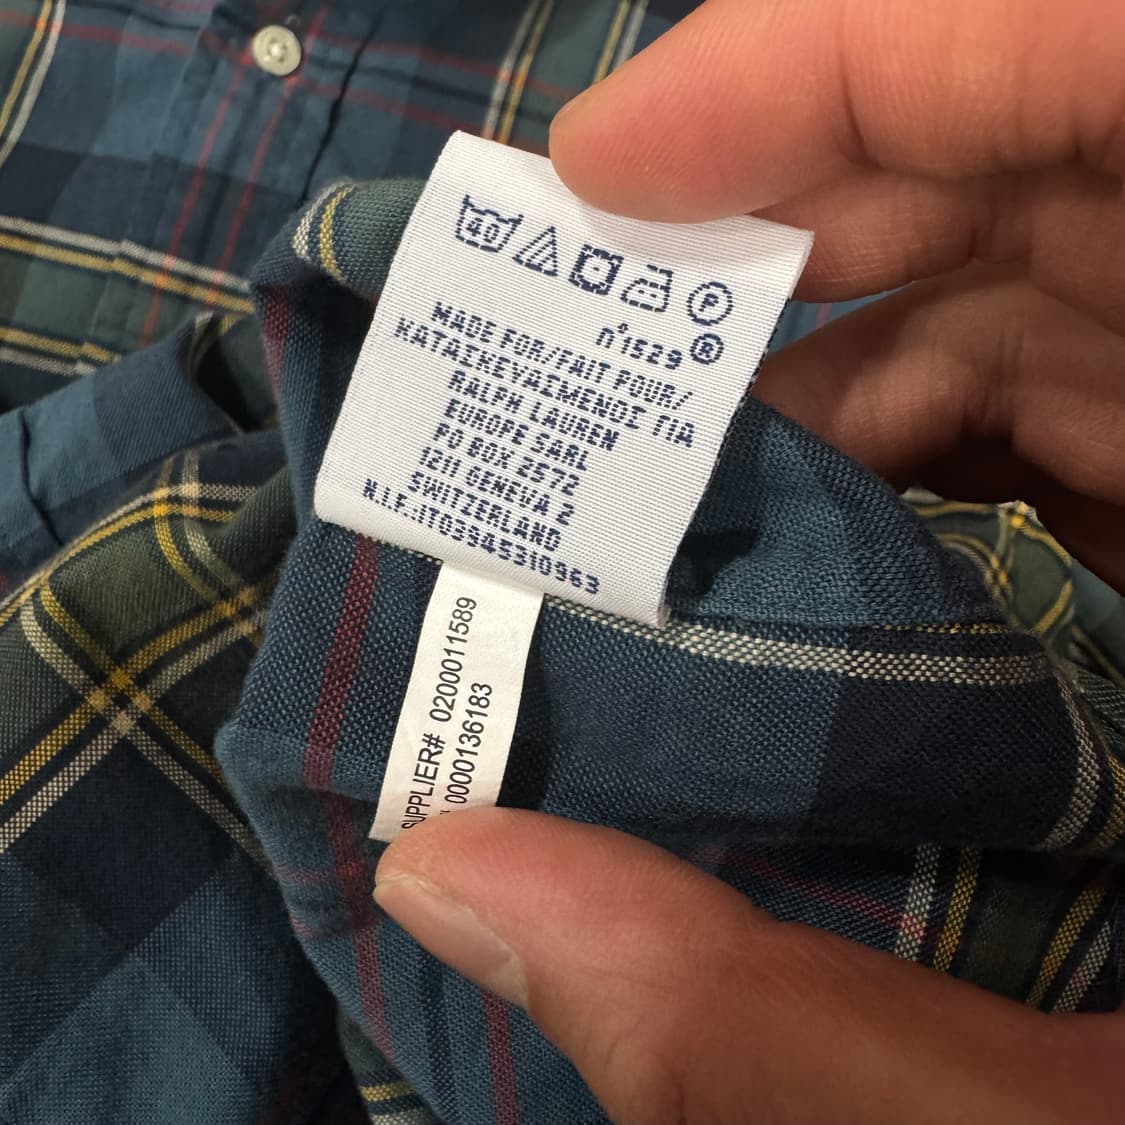 40
P
n°1529 ®
MADE FOR/FAIT POUR/
ΚΑΤΑΣΚΕΥΑΣΜΕΝΟΣ ΓΙΑ
RALPH LAUREN
EUROPE SARL
PO BOX 2572
1211 GENEVA 2
SWITZERLAND
N.I.F.:IT03945310963
SUPPLIER# 0200011589
0000136183